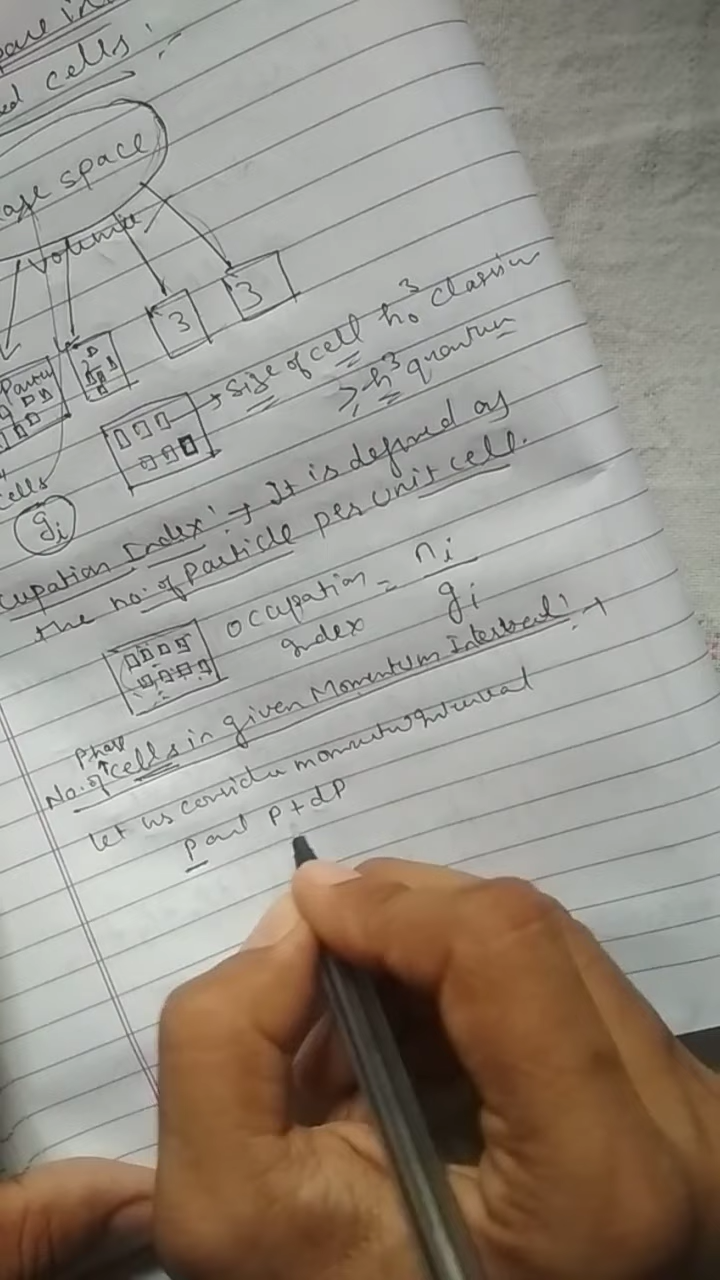 cells :
space
Volume
3
3
cells
gi
→ Size of cell h₀³ Classical
≥ h³ quantum
cupation Index :→ It is defined as
the no. of Particle per Unit cell.
Occupation Index = ni / gi
No. of Phase cells in given Momentum Interval :→
let us consider momentum interval
P and P + dP